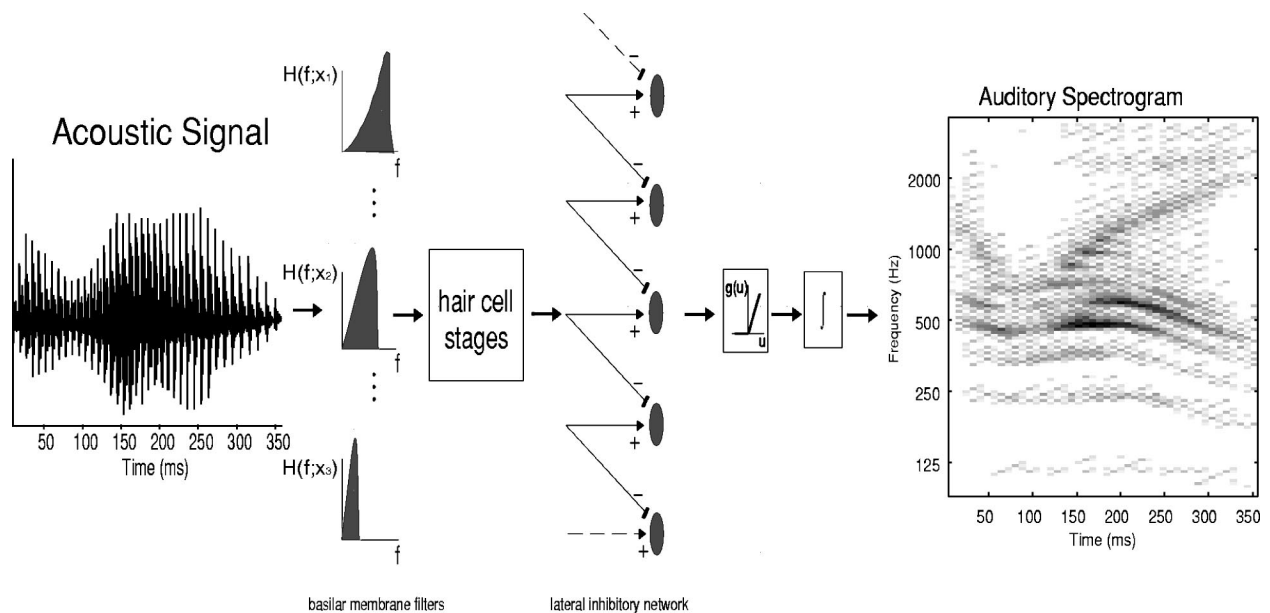 Acoustic Signal
50 100 150 200 250 300 350
Time (ms)
H(f;x1)
f
H(f;x2)
f
H(f;x3)
f
basilar membrane filters
hair cell
stages
−
+
−
+
−
+
−
+
−
+
lateral inhibitory network
g(u)
u
∫
Auditory Spectrogram
Frequency (Hz)
2000
1000
500
250
125
50 100 150 200 250 300 350
Time (ms)